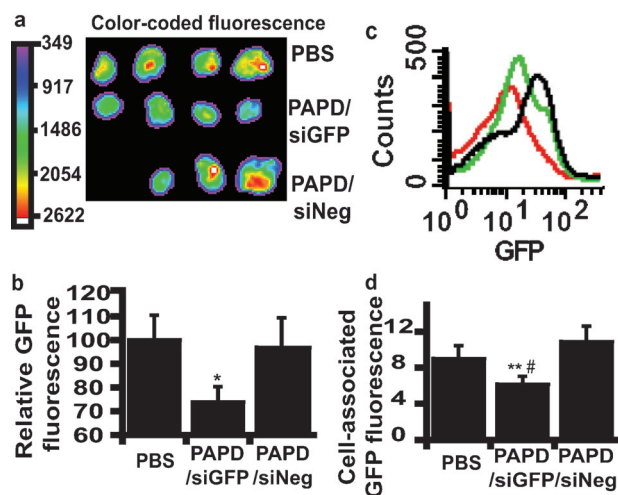 a
Color-coded fluorescence
349
917
1486
2054
2622
PBS
PAPD/
siGFP
PAPD/
siNeg
c
500
Counts
0
10^0 10^1 10^2
GFP
b
Relative GFP
fluorescence
120
110
100
90
80
70
60
*
PBS
PAPD
/siGFP
PAPD
/siNeg
d
Cell-associated
GFP fluorescence
12
8
4
0
** #
PBS
PAPD
/siGFP
PAPD
/siNeg